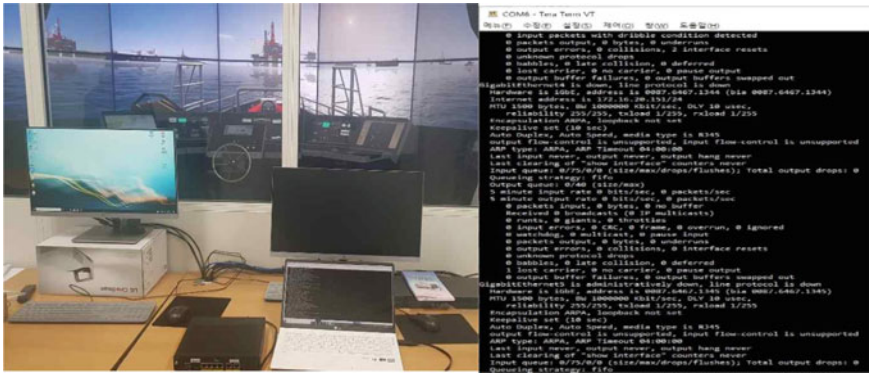 COM6 - Tera Term VT
메뉴(F) 수정(E) 설정(S) 제어(O) 창(W) 도움말(H)
0 input packets with dribble condition detected
0 packets output, 0 bytes, 0 underruns
0 output errors, 0 collisions, 2 interface resets
0 unknown protocol drops
0 babbles, 0 late collision, 0 deferred
0 lost carrier, 0 no carrier, 0 pause output
0 output buffer failures, 0 output buffers swapped out
GigabitEthernet4 is down, line protocol is down
Hardware is iGbE, address is 0087.6467.1344 (bia 0087.6467.1344)
Internet address is 172.16.20.151/24
MTU 1500 bytes, BW 1000000 Kbit/sec, DLY 10 usec,
reliability 255/255, txload 1/255, rxload 1/255
Encapsulation ARPA, loopback not set
Keepalive set (10 sec)
Auto Duplex, Auto Speed, media type is RJ45
output flow-control is unsupported, input flow-control is unsupported
ARP type: ARPA, ARP Timeout 04:00:00
Last input never, output never, output hang never
Last clearing of "show interface" counters never
Input queue: 0/75/0/0 (size/max/drops/flushes); Total output drops: 0
Queueing strategy: fifo
Output queue: 0/40 (size/max)
5 minute input rate 0 bits/sec, 0 packets/sec
5 minute output rate 0 bits/sec, 0 packets/sec
0 packets input, 0 bytes, 0 no buffer
Received 0 broadcasts (0 IP multicasts)
0 runts, 0 giants, 0 throttles
0 input errors, 0 CRC, 0 frame, 0 overrun, 0 ignored
0 watchdog, 0 multicast, 0 pause input
0 packets output, 0 bytes, 0 underruns
0 output errors, 0 collisions, 0 interface resets
0 unknown protocol drops
0 babbles, 0 late collision, 0 deferred
1 lost carrier, 0 no carrier, 0 pause output
0 output buffer failures, 0 output buffers swapped out
GigabitEthernet5 is administratively down, line protocol is down
Hardware is iGbE, address is 0087.6467.1345 (bia 0087.6467.1345)
MTU 1500 bytes, BW 1000000 Kbit/sec, DLY 10 usec,
reliability 255/255, txload 1/255, rxload 1/255
Encapsulation ARPA, loopback not set
Keepalive set (10 sec)
Auto Duplex, Auto Speed, media type is RJ45
output flow-control is unsupported, input flow-control is unsupported
ARP type: ARPA, ARP Timeout 04:00:00
Last input never, output never, output hang never
Last clearing of "show interface" counters never
Input queue: 0/75/0/0 (size/max/drops/flushes); Total output drops: 0
Queueing strategy: fifo